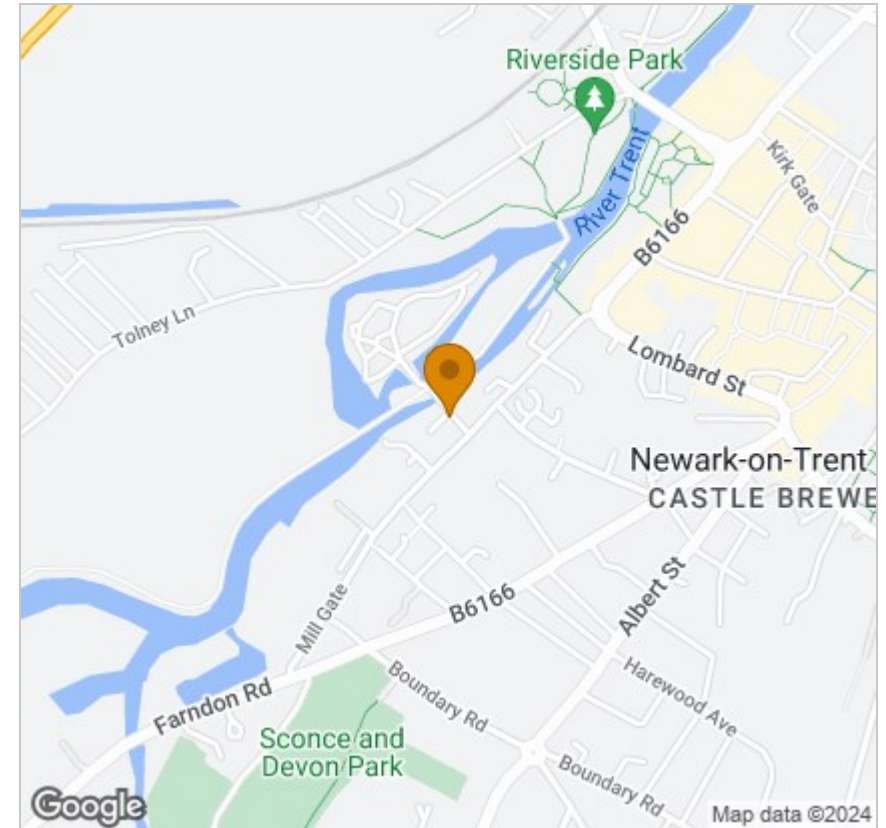 Riverside Park
River Trent
Kirk Gate
B6166
Tolney Ln
Lombard St
Newark-on-Trent
CASTLE BREWE
Mill Gate
B6166
Albert St
Harewood Ave
Boundary Rd
Farndon Rd
Sconce and
Devon Park
Boundary Rd
Google
Map data ©2024